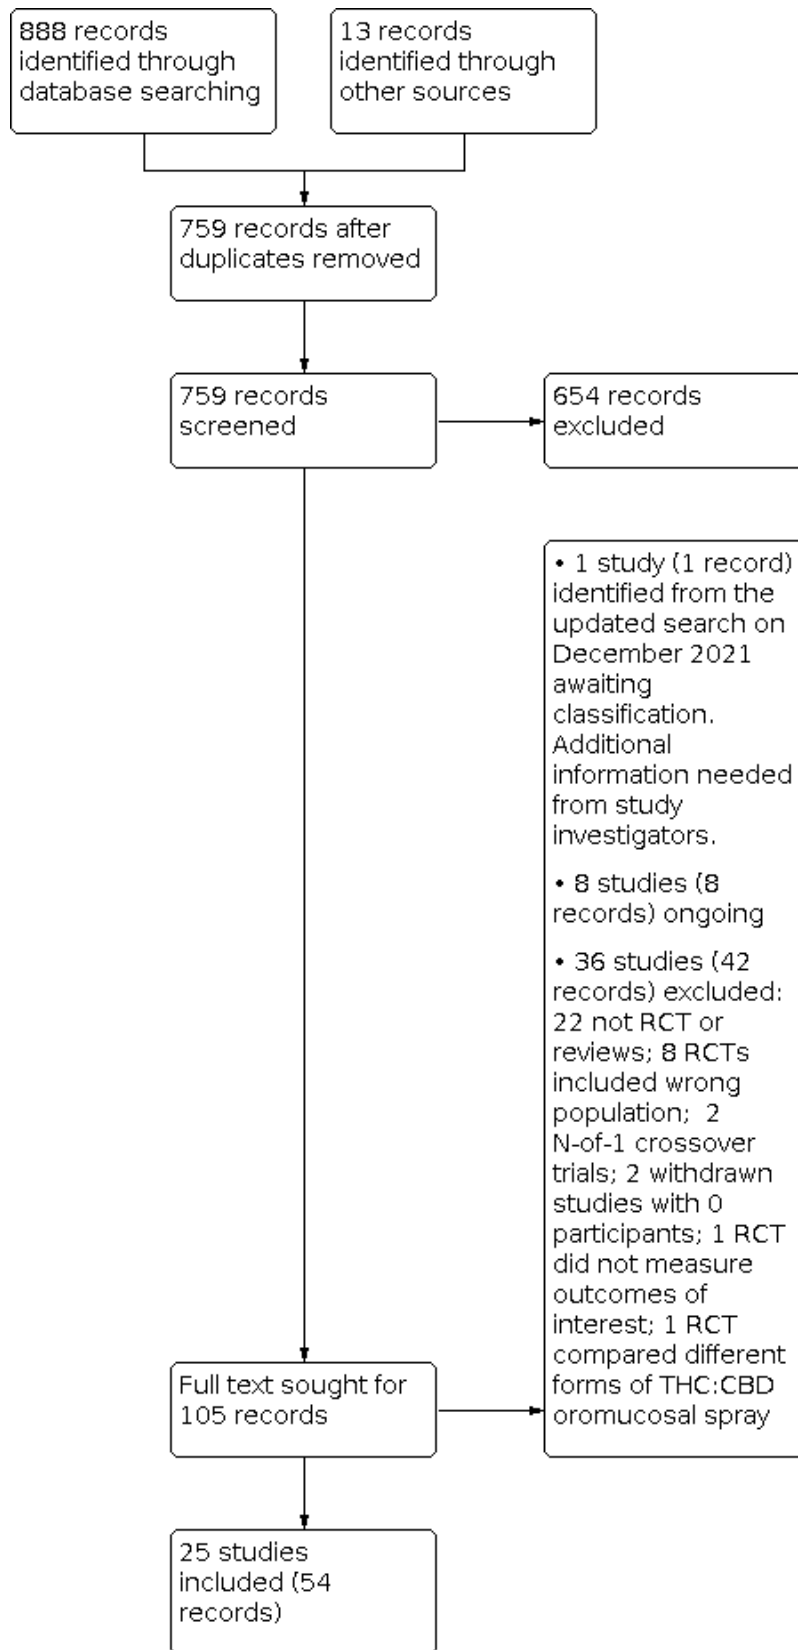 888 records
identified through
database searching
13 records
identified through
other sources
759 records after
duplicates removed
759 records
screened
654 records
excluded
• 1 study (1 record)
identified from the
updated search on
December 2021
awaiting
classification.
Additional
information needed
from study
investigators.
• 8 studies (8
records) ongoing
• 36 studies (42
records) excluded:
22 not RCT or
reviews; 8 RCTs
included wrong
population;  2
N-of-1 crossover
trials; 2 withdrawn
studies with 0
participants; 1 RCT
did not measure
outcomes of
interest; 1 RCT
compared different
forms of THC:CBD
oromucosal spray
Full text sought for
105 records
25 studies
included (54
records)